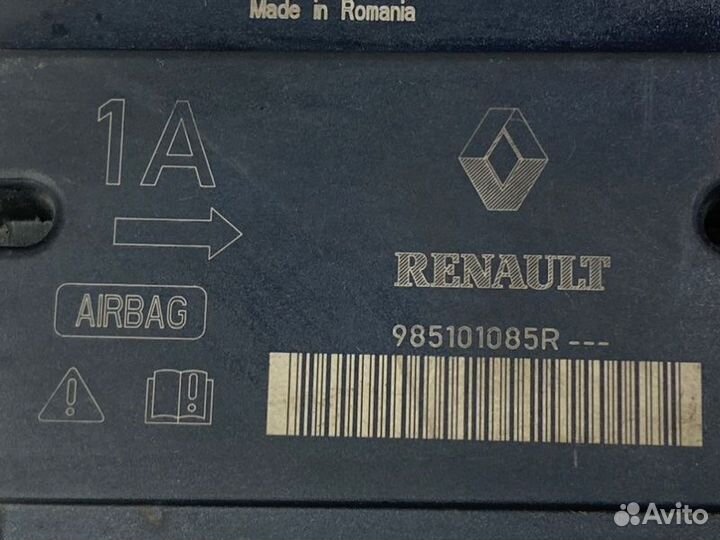 Made in Romania
1A
RENAULT
AIRBAG
985101085R ---
Avito